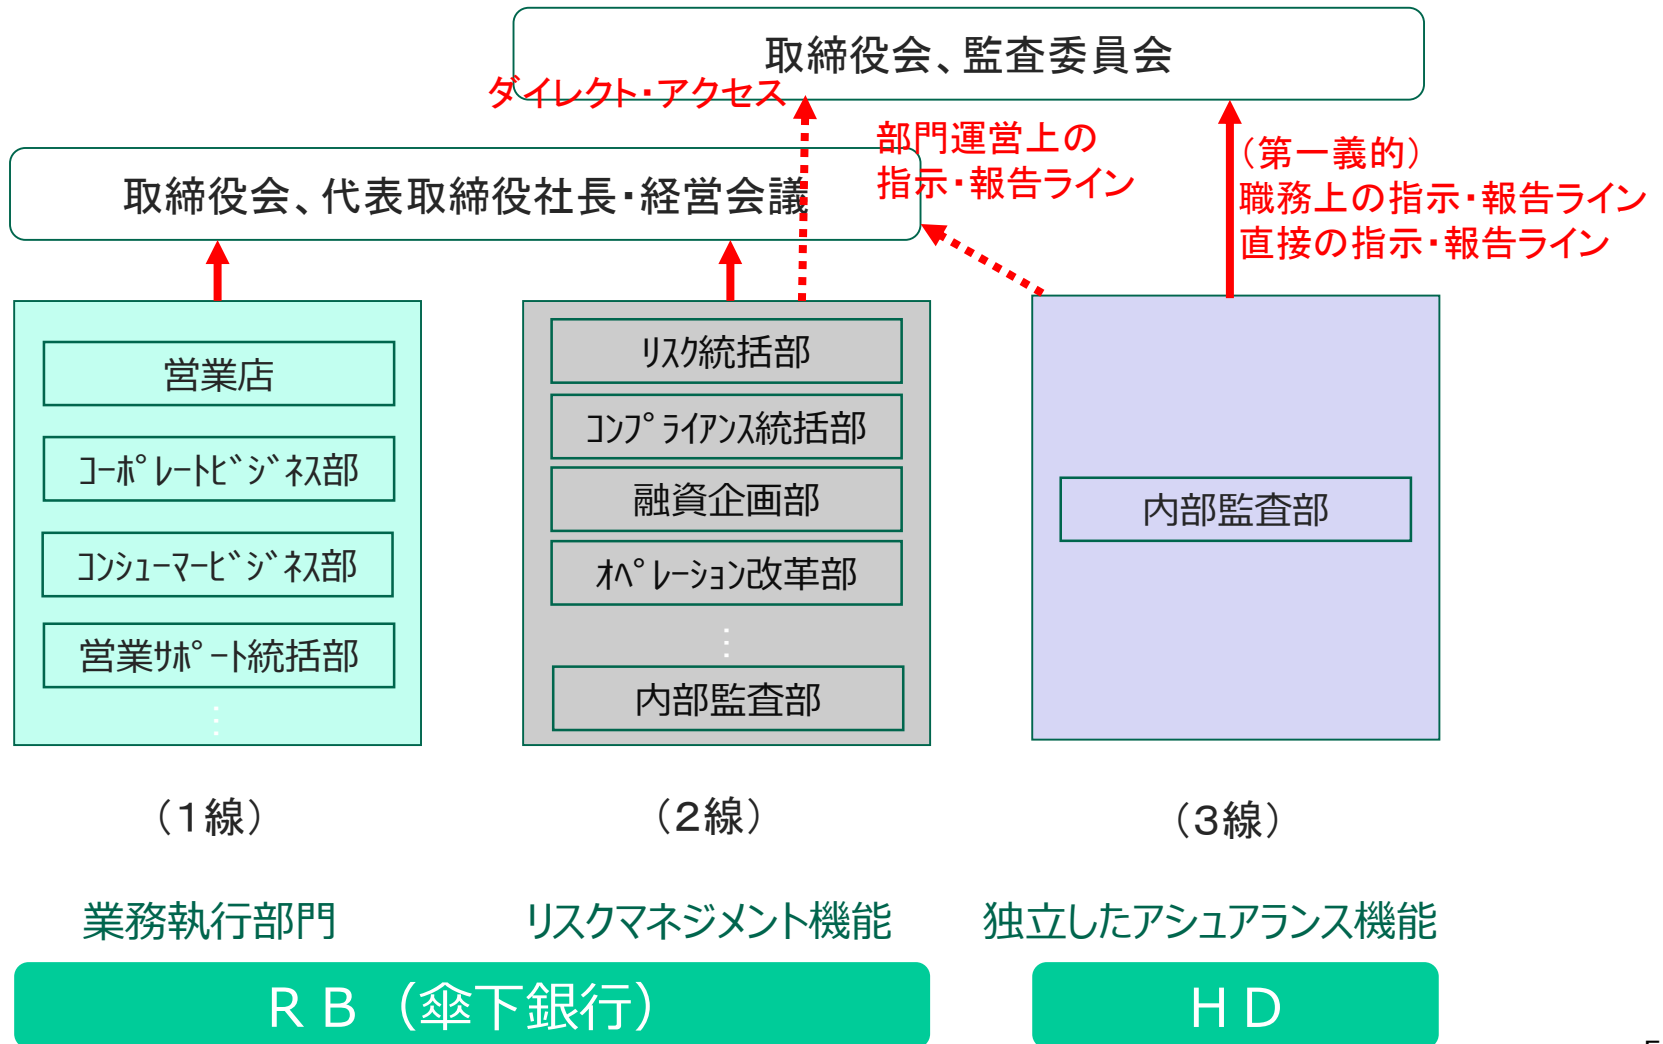 取締役会、監査委員会
ダイレクト・アクセス
部門運営上の
指示・報告ライン
（第一義的）
職務上の指示・報告ライン
直接の指示・報告ライン
取締役会、代表取締役社長・経営会議
営業店
ｺｰﾎﾟﾚｰﾄﾋﾞｼﾞﾈｽ部
ｺﾝｼｭｰﾏｰﾋﾞｼﾞﾈｽ部
営業ｻﾎﾟｰﾄ統括部
…
ﾘｽｸ統括部
ｺﾝﾌﾟﾗｲｱﾝｽ統括部
融資企画部
ｵﾍﾟﾚｰｼｮﾝ改革部
…
内部監査部
内部監査部
（１線）
（２線）
（３線）
業務執行部門
リスクマネジメント機能
独立したアシュアランス機能
ＲＢ（傘下銀行）
ＨＤ